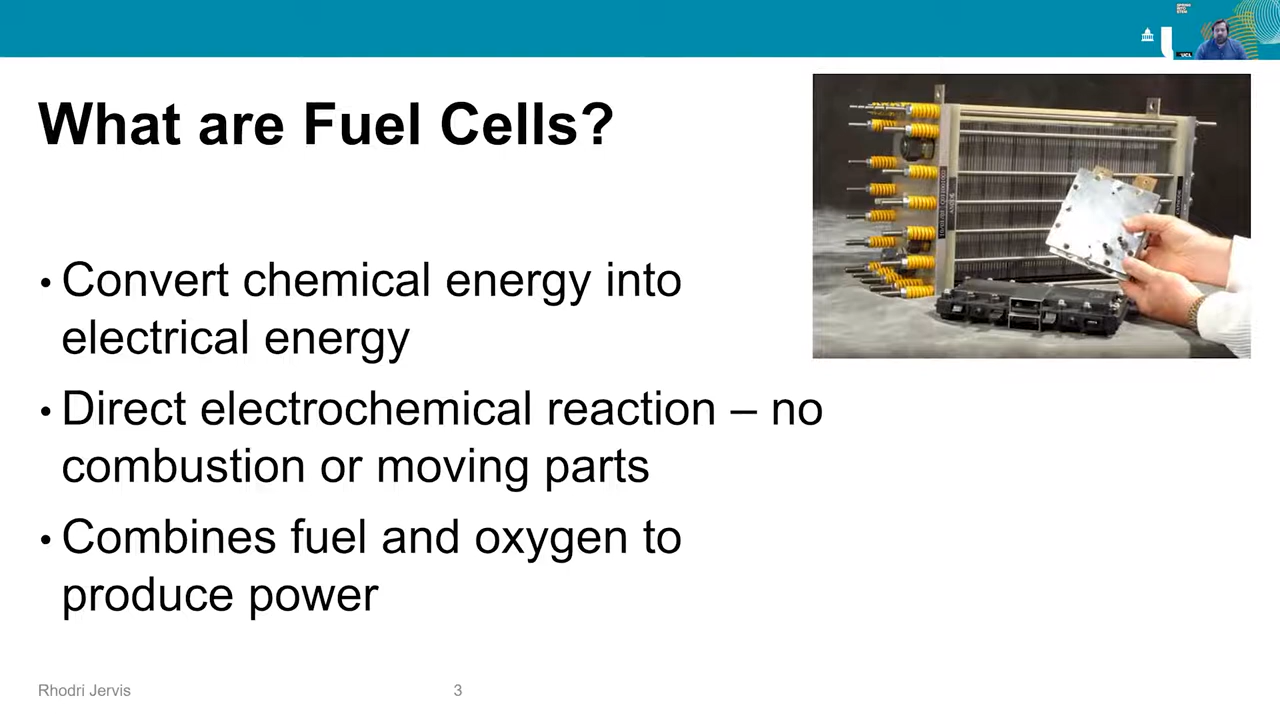 What are Fuel Cells?
• Convert chemical energy into
electrical energy
• Direct electrochemical reaction – no
combustion or moving parts
• Combines fuel and oxygen to
produce power
Rhodri Jervis
3
UCL